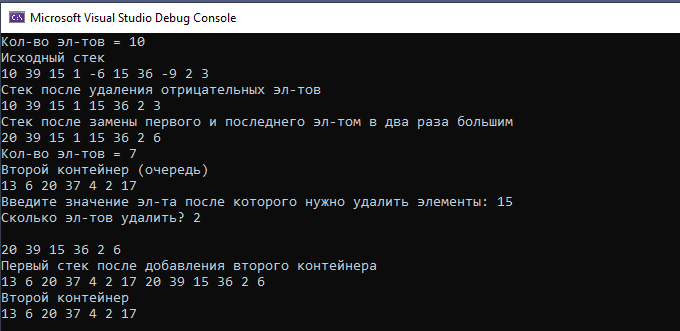 Microsoft Visual Studio Debug Console
Кол-во эл-тов = 10
Исходный стек
10 39 15 1 -6 15 36 -9 2 3
Стек после удаления отрицательных эл-тов
10 39 15 1 15 36 2 3
Стек после замены первого и последнего эл-том в два раза большим
20 39 15 1 15 36 2 6
Кол-во эл-тов = 7
Второй контейнер (очередь)
13 6 20 37 4 2 17
Введите значение эл-та после которого нужно удалить элементы: 15
Сколько эл-тов удалить? 2
20 39 15 36 2 6
Первый стек после добавления второго контейнера
13 6 20 37 4 2 17 20 39 15 36 2 6
Второй контейнер
13 6 20 37 4 2 17